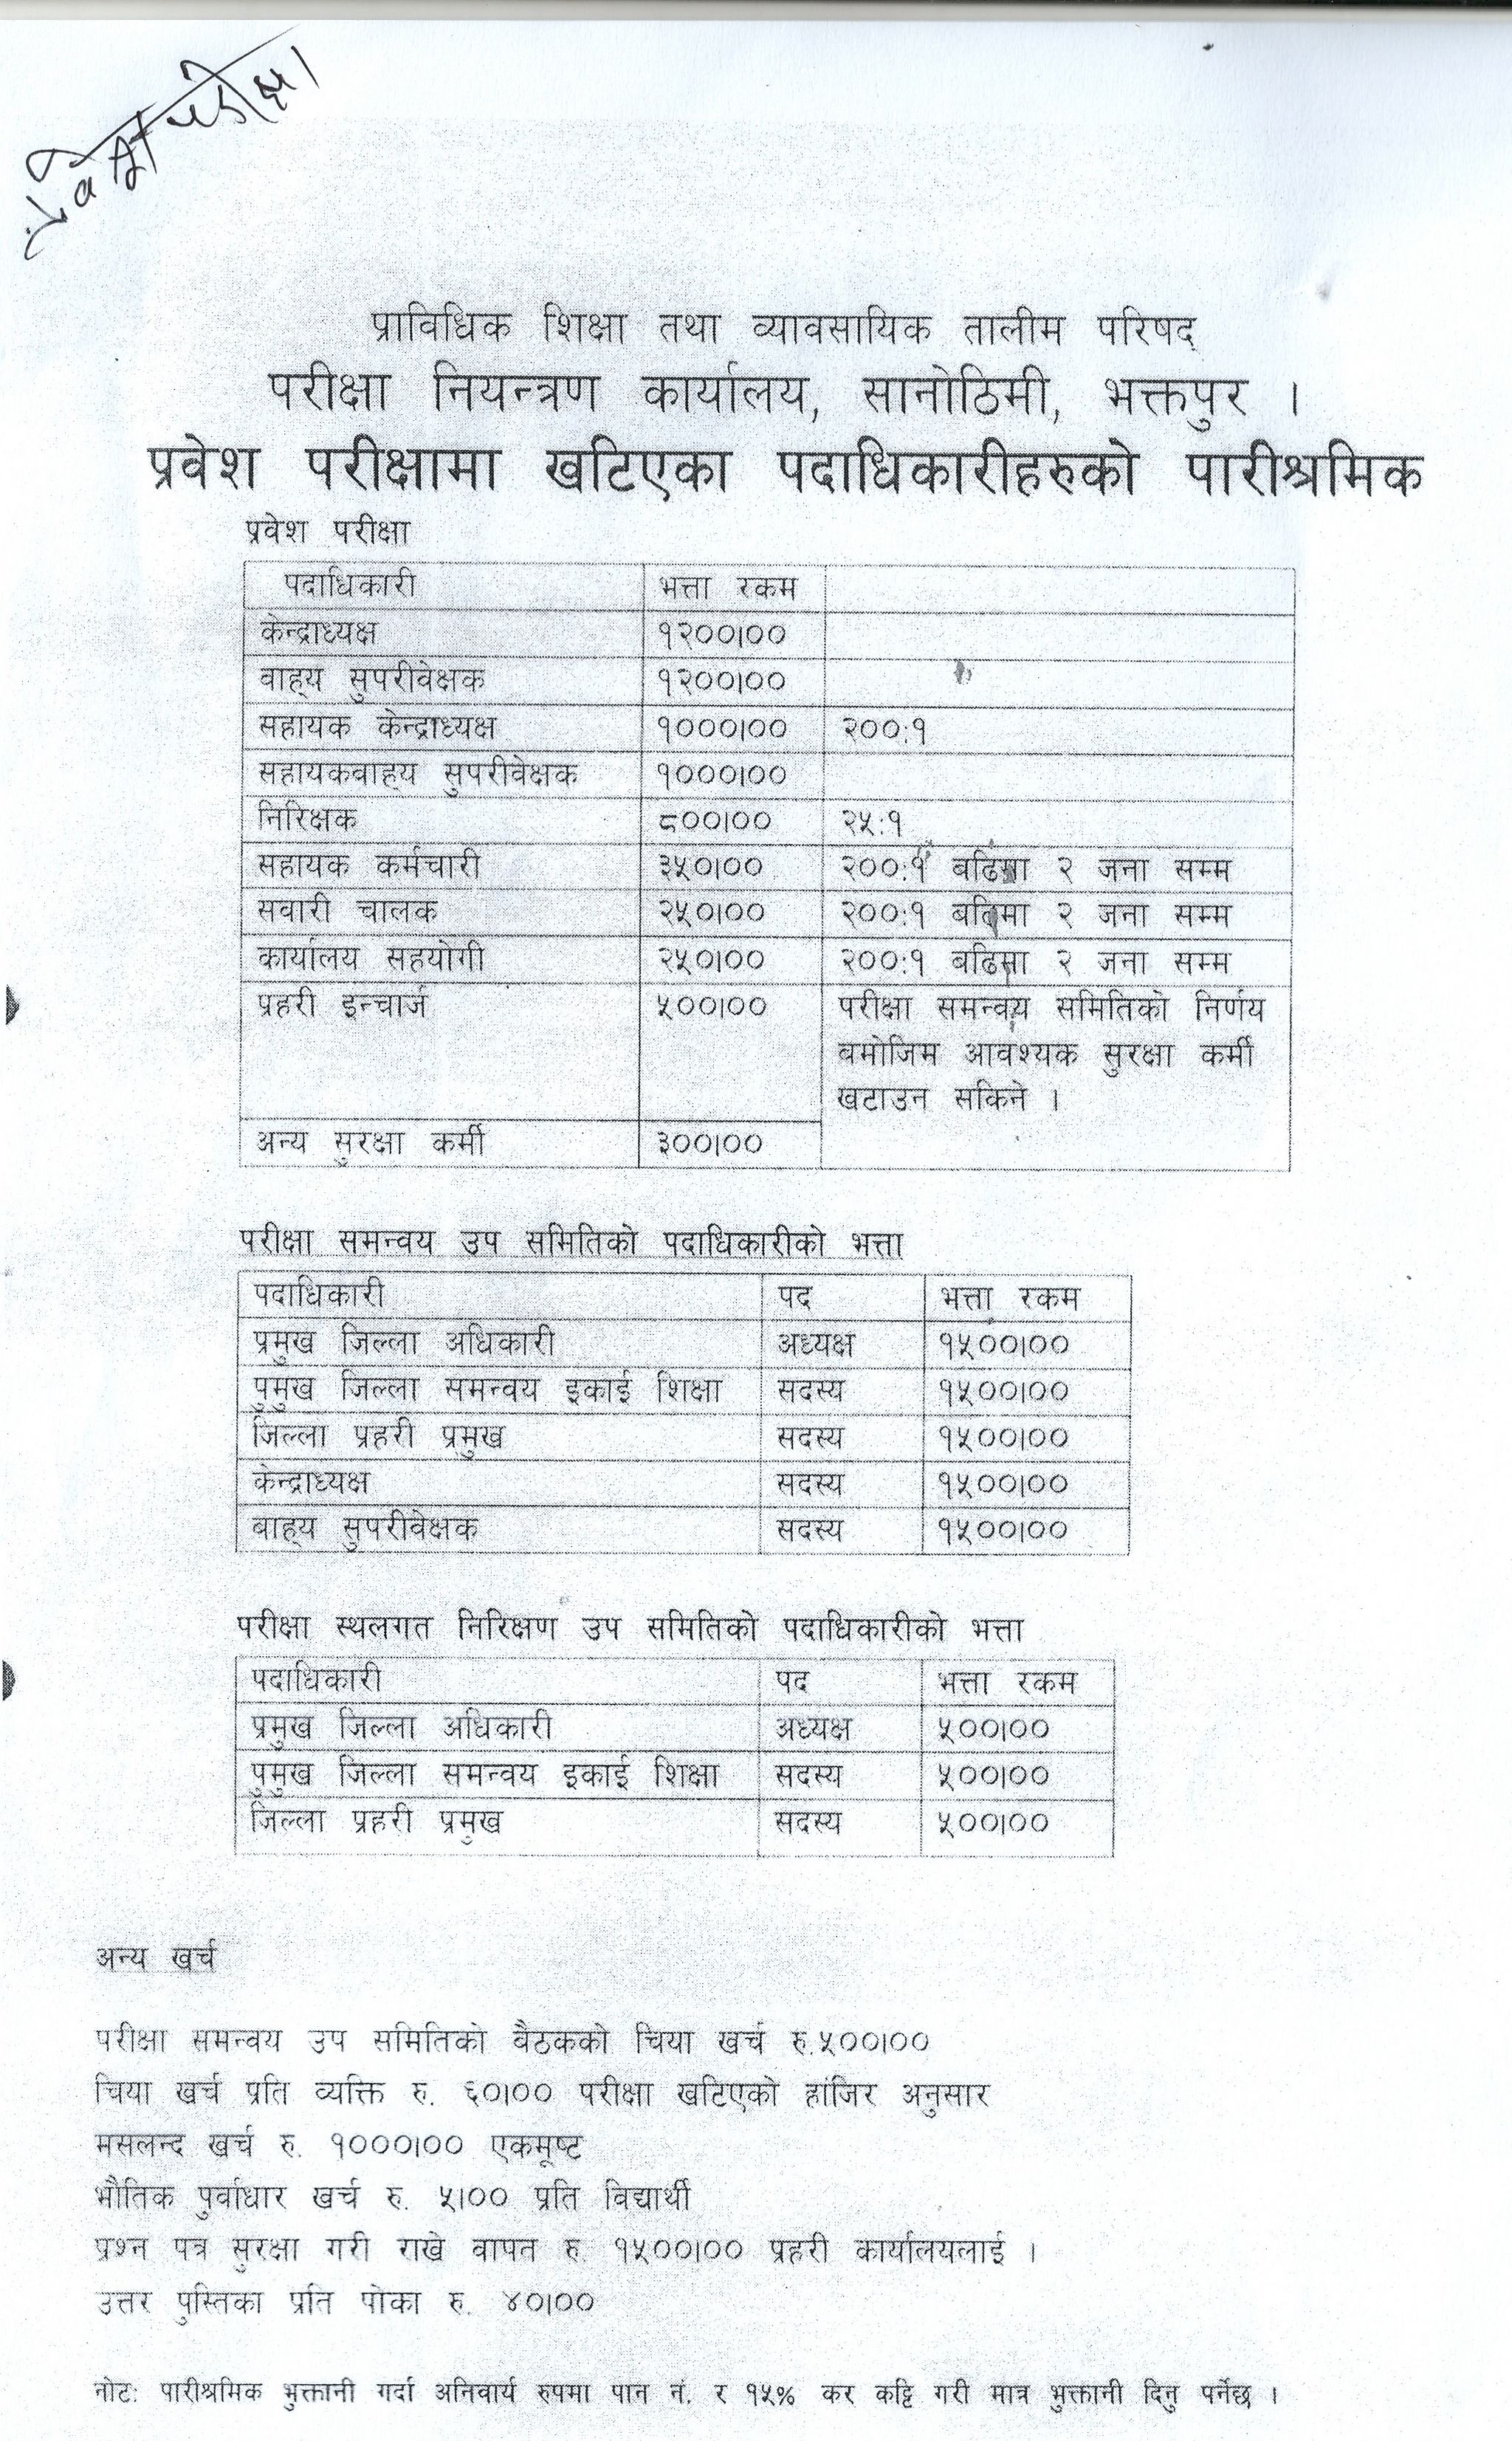 प्रवेश परीक्षा
प्राविधिक शिक्षा तथा व्यावसायिक तालीम परिषद्
परीक्षा नियन्त्रण कार्यालय, सानोठिमी, भक्तपुर ।
प्रवेश परीक्षामा खटिएका पदाधिकारीहरुको पारीश्रमिक
प्रवेश परीक्षा
पदाधिकारी भत्ता रकम
केन्द्राध्यक्ष १२००।००
वाह्य सुपरीवेक्षक १२००।००
सहायक केन्द्राध्यक्ष १०००।०० २००:१
सहायकवाह्य सुपरीवेक्षक १०००।००
निरिक्षक ८००।०० २५:१
सहायक कर्मचारी ३५०।०० २००:१ बढिमा २ जना सम्म
सवारी चालक २५०।०० २००:१ बढिमा २ जना सम्म
कार्यालय सहयोगी २५०।०० २००:१ बढिमा २ जना सम्म
प्रहरी इन्चार्ज ५००।०० परीक्षा समन्वय समितिको निर्णय
वमोजिम आवश्यक सुरक्षा कर्मी
खटाउन सकिने ।
अन्य सुरक्षा कर्मी ३००।००
परीक्षा समन्वय उप समितिको पदाधिकारीको भत्ता
पदाधिकारी पद भत्ता रकम
प्रमुख जिल्ला अधिकारी अध्यक्ष १५००।००
पु्मुख जिल्ला समन्वय इकाई शिक्षा सदस्य १५००।००
जिल्ला प्रहरी प्रमुख सदस्य १५००।००
केन्द्राध्यक्ष सदस्य १५००।००
बाह्य सुपरीवेक्षक सदस्य १५००।००
परीक्षा स्थलगत निरिक्षण उप समितिको पदाधिकारीको भत्ता
पदाधिकारी पद भत्ता रकम
प्रमुख जिल्ला अधिकारी अध्यक्ष ५००।००
पु्मुख जिल्ला समन्वय इकाई शिक्षा सदस्य ५००।००
जिल्ला प्रहरी प्रमुख सदस्य ५००।००
अन्य खर्च
परीक्षा समन्वय उप समितिको बैठकको चिया खर्च रु.५००।००
चिया खर्च प्रति व्यक्ति रु. ६०।०० परीक्षा खटिएको हांजिर अनुसार
मसलन्द खर्च रु. १०००।०० एकमूष्ट
भौतिक पुर्वाधार खर्च रु. ५।०० प्रति विद्यार्थी
प्रश्न पत्र सुरक्षा गरी राखे वापत रु. १५००।०० प्रहरी कार्यालयलाई ।
उत्तर पुस्तिका प्रति पोका रु. ४०।००
नोट: पारीश्रमिक भुक्तानी गर्दा अनिवार्य रुपमा पान नं. र १५% कर कट्टि गरी मात्र भुक्तानी दिनु पर्नेछ ।